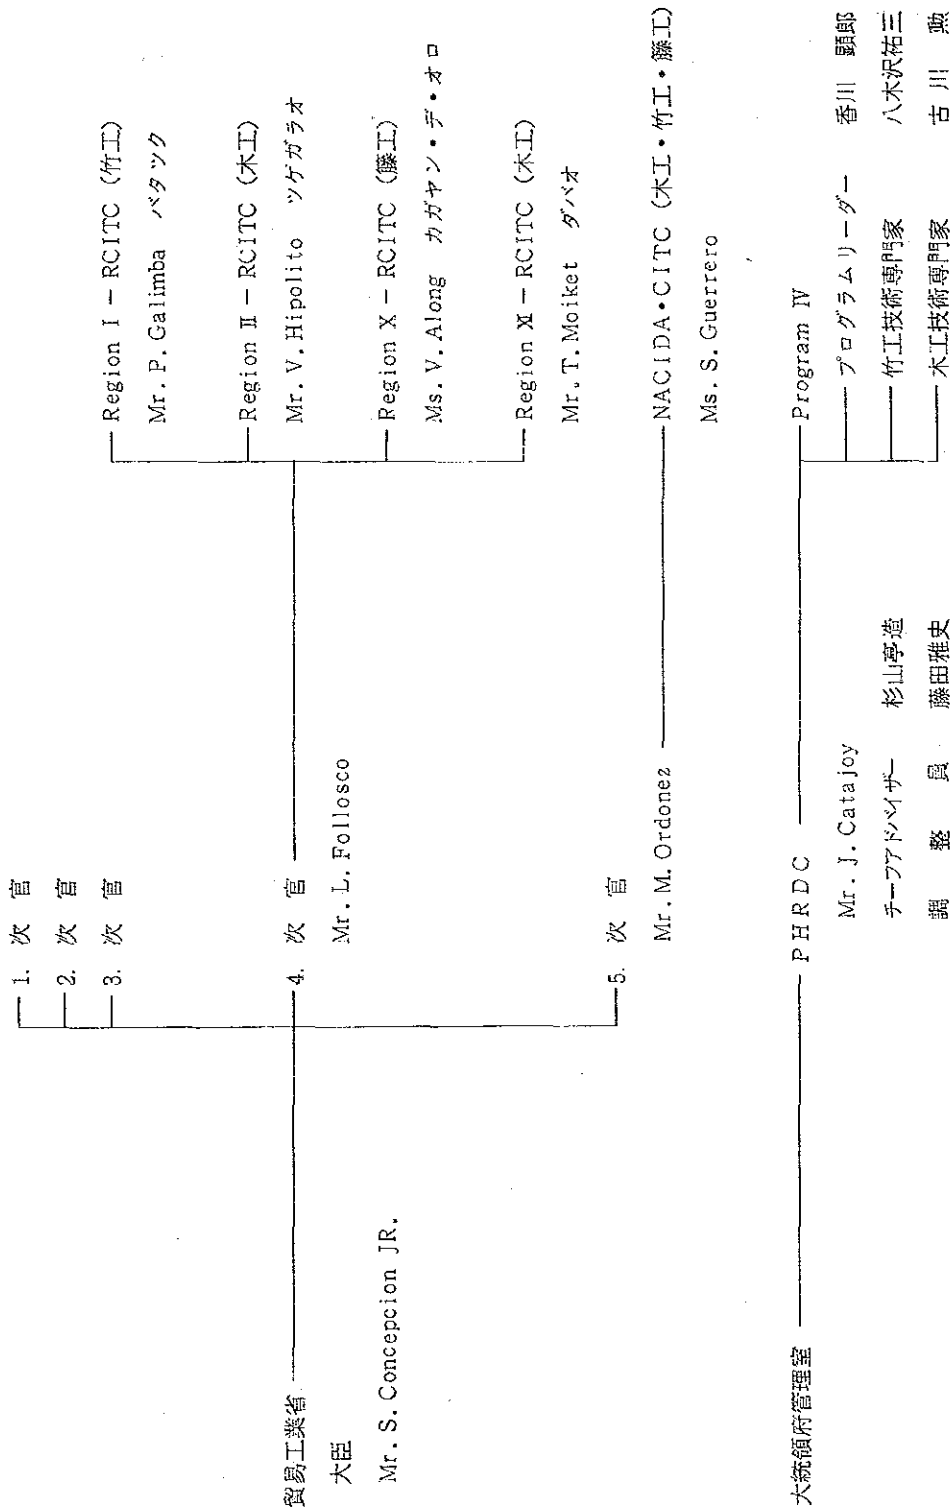 貿易工業省
大臣
Mr. S. Concepcion JR.
1. 次 官
2. 次 官
3. 次 官
4. 次 官
Mr. L. Follosco
Region I - RCITC (竹工)
Mr. P. Galimba バタック
Region II - RCITC (木工)
Mr. V. Hipolito ツゲガラオ
Region X - RCITC (籐工)
Ms. V. Along カガヤン・デ・オロ
Region XI - RCITC (木工)
Mr. T. Moiket ダバオ
5. 次 官
Mr. M. Ordonez
NACIDA・CITC (木工・竹工・籐工)
Ms. S. Guerrero
大統領府管理室
PHRDC
Mr. J. Catajoy
チーフアドバイザー 杉山亭造
調 整 員 藤田雅史
Program IV
プログラムリーダー 香川 顕郎
竹工技術専門家 八木沢祐三
木工技術専門家 古川 勲